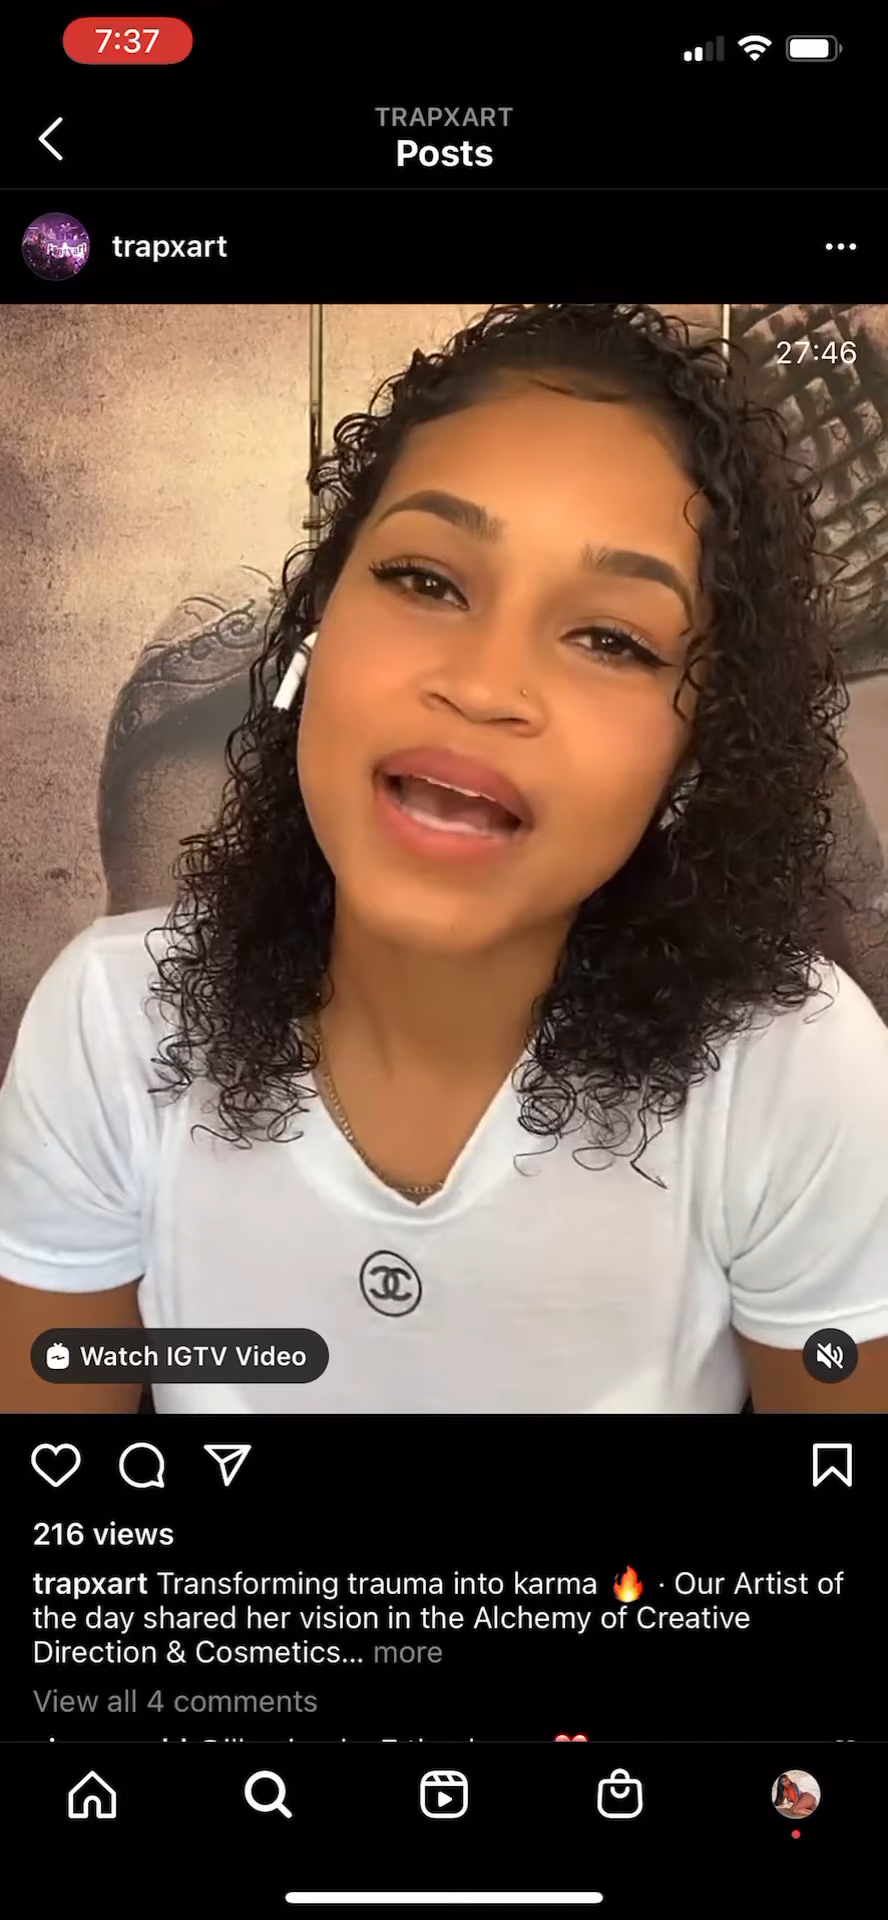 7:37
TRAPXART
Posts
trapxart
27:46
Watch IGTV Video
216 views
trapxart Transforming trauma into karma 🔥 · Our Artist of
the day shared her vision in the Alchemy of Creative
Direction & Cosmetics... more
View all 4 comments